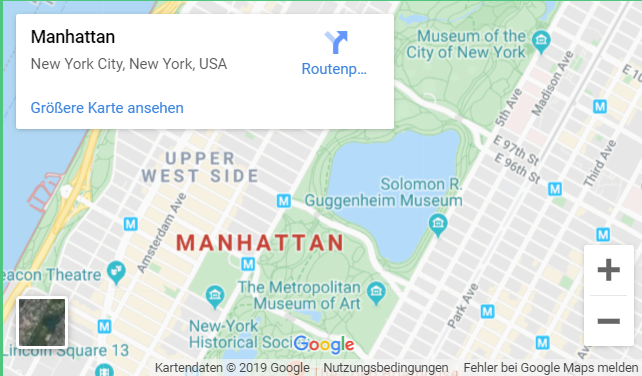 Manhattan
New York City, New York, USA
Routenp...
Größere Karte ansehen
Museum of the
City of New York
5th Ave
Madison Ave
E 97th St
E 96th St
Third Ave
E 10
UPPER
WEST SIDE
Solomon R.
Guggenheim Museum
M
M
M
M
M
M
M
M
Amsterdam Ave
MANHATTAN
eacon Theatre
The Metropolitan
Museum of Art
Park Ave
New-York
Historical Soci
Lincoln Square 13
Google
Kartendaten © 2019 Google
Nutzungsbedingungen
Fehler bei Google Maps melden